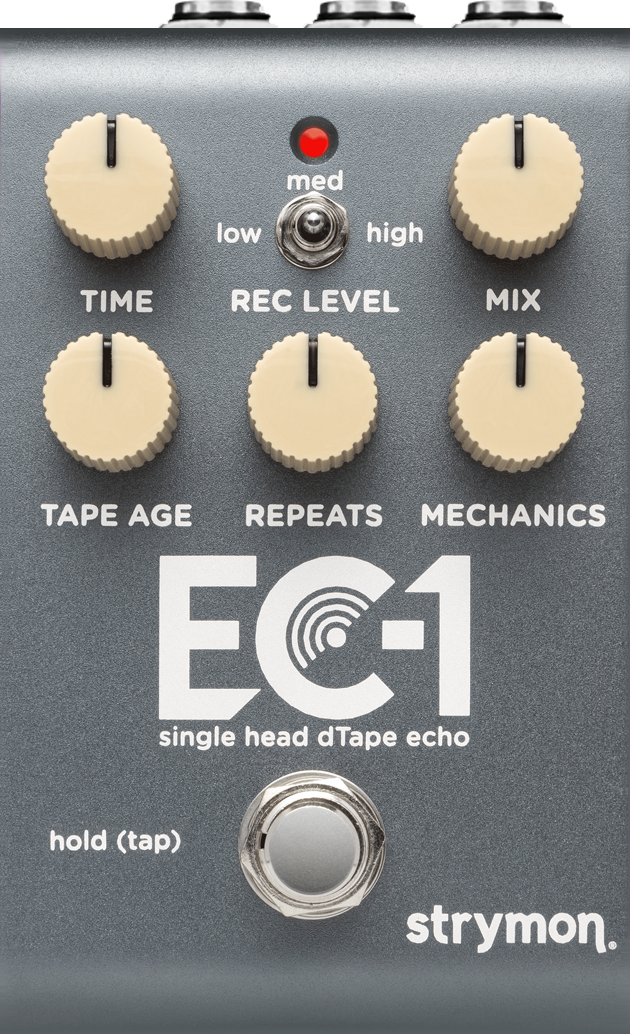 med
low high
TIME REC LEVEL MIX
TAPE AGE REPEATS MECHANICS
EC-1
single head dTape echo
hold (tap)
strymon®